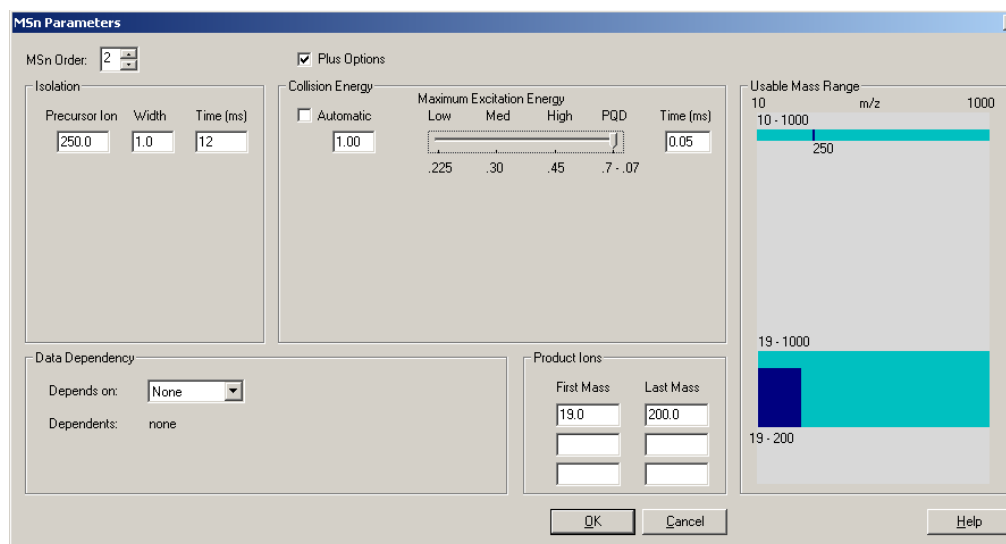 MSn Parameters
MSn Order: 2
Plus Options
Isolation
Precursor Ion Width Time (ms)
250.0 1.0 12
Collision Energy
Maximum Excitation Energy
Automatic Low Med High PQD Time (ms)
1.00 0.05
.225 .30 .45 .7 - .07
Usable Mass Range
10 m/z 1000
10 - 1000
250
19 - 1000
19 - 200
Data Dependency
Depends on: None
Dependents: none
Product Ions
First Mass Last Mass
19.0 200.0
OK Cancel Help